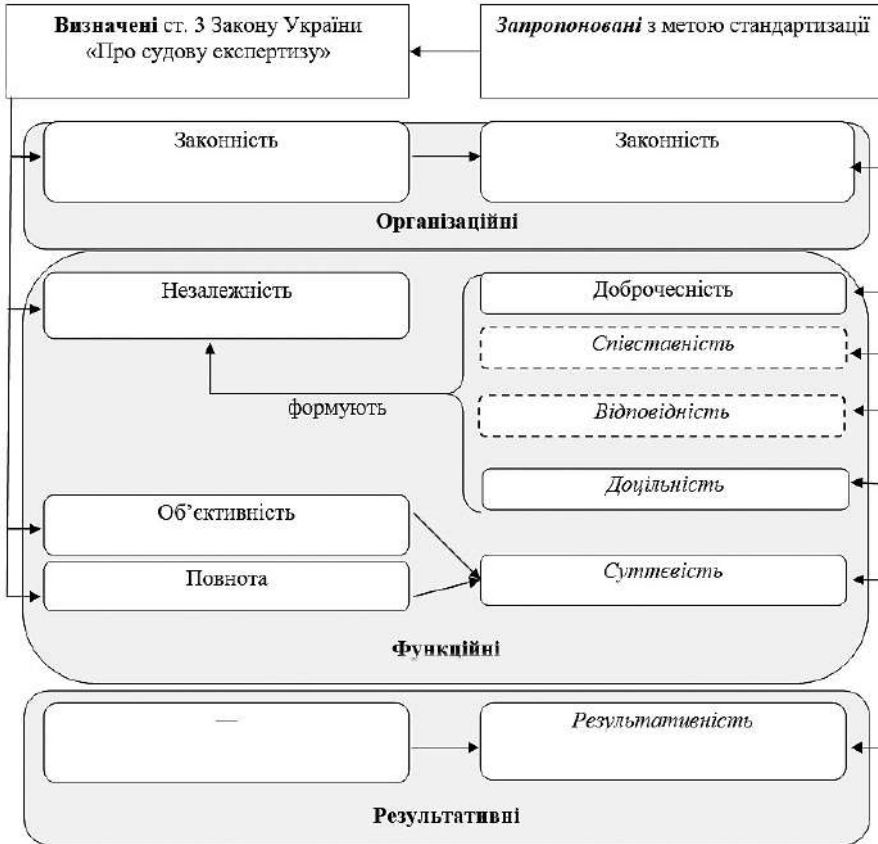 Визначені ст. 3 Закону України
«Про судову експертизу»
Запропоновані з метою стандартизації
Законність
Законність
Організаційні
Незалежність
Доброчесність
Співставність
формують
Відповідність
Доцільність
Об’єктивність
Повнота
Суттєвість
Функційні
—
Результативність
Результативні